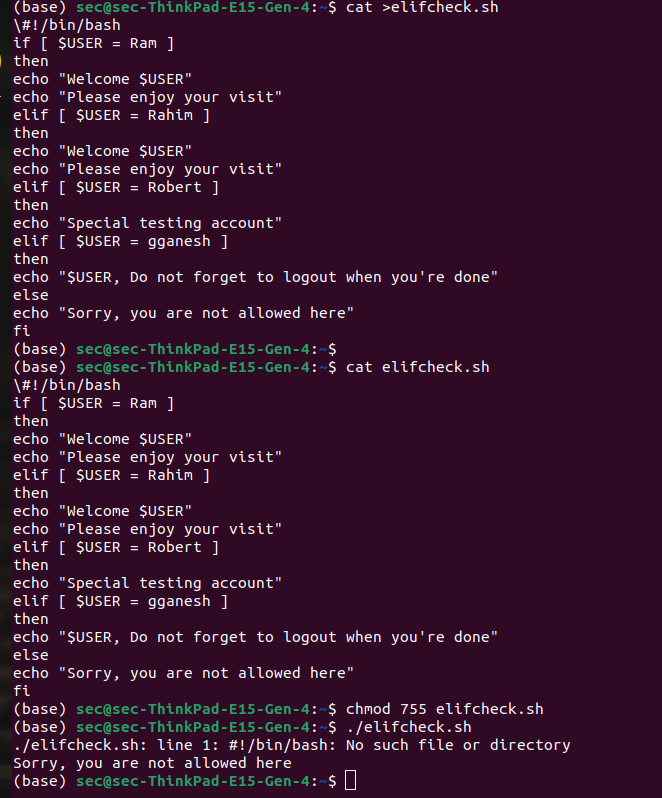 (base) sec@sec-ThinkPad-E15-Gen-4:~$ cat >elifcheck.sh
\#!/bin/bash
if [ $USER = Ram ]
then
echo "Welcome $USER"
echo "Please enjoy your visit"
elif [ $USER = Rahim ]
then
echo "Welcome $USER"
echo "Please enjoy your visit"
elif [ $USER = Robert ]
then
echo "Special testing account"
elif [ $USER = gganesh ]
then
echo "$USER, Do not forget to logout when you're done"
else
echo "Sorry, you are not allowed here"
fi
(base) sec@sec-ThinkPad-E15-Gen-4:~$
(base) sec@sec-ThinkPad-E15-Gen-4:~$ cat elifcheck.sh
\#!/bin/bash
if [ $USER = Ram ]
then
echo "Welcome $USER"
echo "Please enjoy your visit"
elif [ $USER = Rahim ]
then
echo "Welcome $USER"
echo "Please enjoy your visit"
elif [ $USER = Robert ]
then
echo "Special testing account"
elif [ $USER = gganesh ]
then
echo "$USER, Do not forget to logout when you're done"
else
echo "Sorry, you are not allowed here"
fi
(base) sec@sec-ThinkPad-E15-Gen-4:~$ chmod 755 elifcheck.sh
(base) sec@sec-ThinkPad-E15-Gen-4:~$ ./elifcheck.sh
./elifcheck.sh: line 1: #!/bin/bash: No such file or directory
Sorry, you are not allowed here
(base) sec@sec-ThinkPad-E15-Gen-4:~$